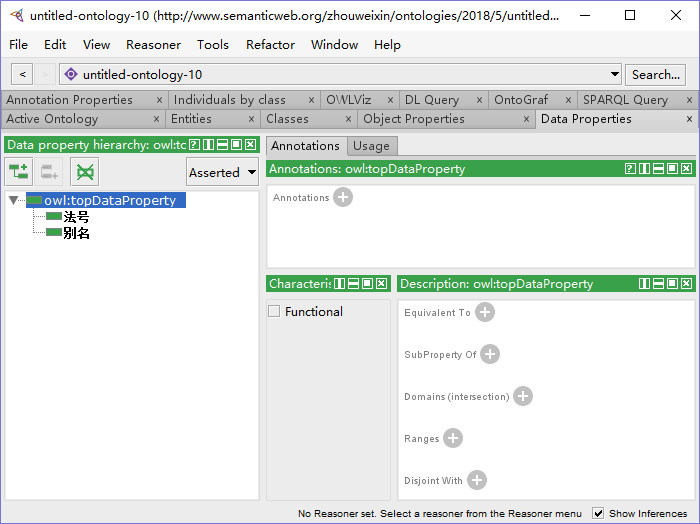 untitled-ontology-10 (http://www.semanticweb.org/zhouweixin/ontologies/2018/5/untitled...
File Edit View Reasoner Tools Refactor Window Help
< > untitled-ontology-10 Search...
Annotation Properties × Individuals by class × OWLViz × DL Query × OntoGraf × SPARQL Query ×
Active Ontology × Entities × Classes × Object Properties × Data Properties ×
Data property hierarchy: owl:tc
Asserted
owl:topDataProperty
法号
别名
Annotations Usage
Annotations: owl:topDataProperty
Annotations
Characteris
Functional
Description: owl:topDataProperty
Equivalent To
SubProperty Of
Domains (intersection)
Ranges
Disjoint With
No Reasoner set. Select a reasoner from the Reasoner menu Show Inferences